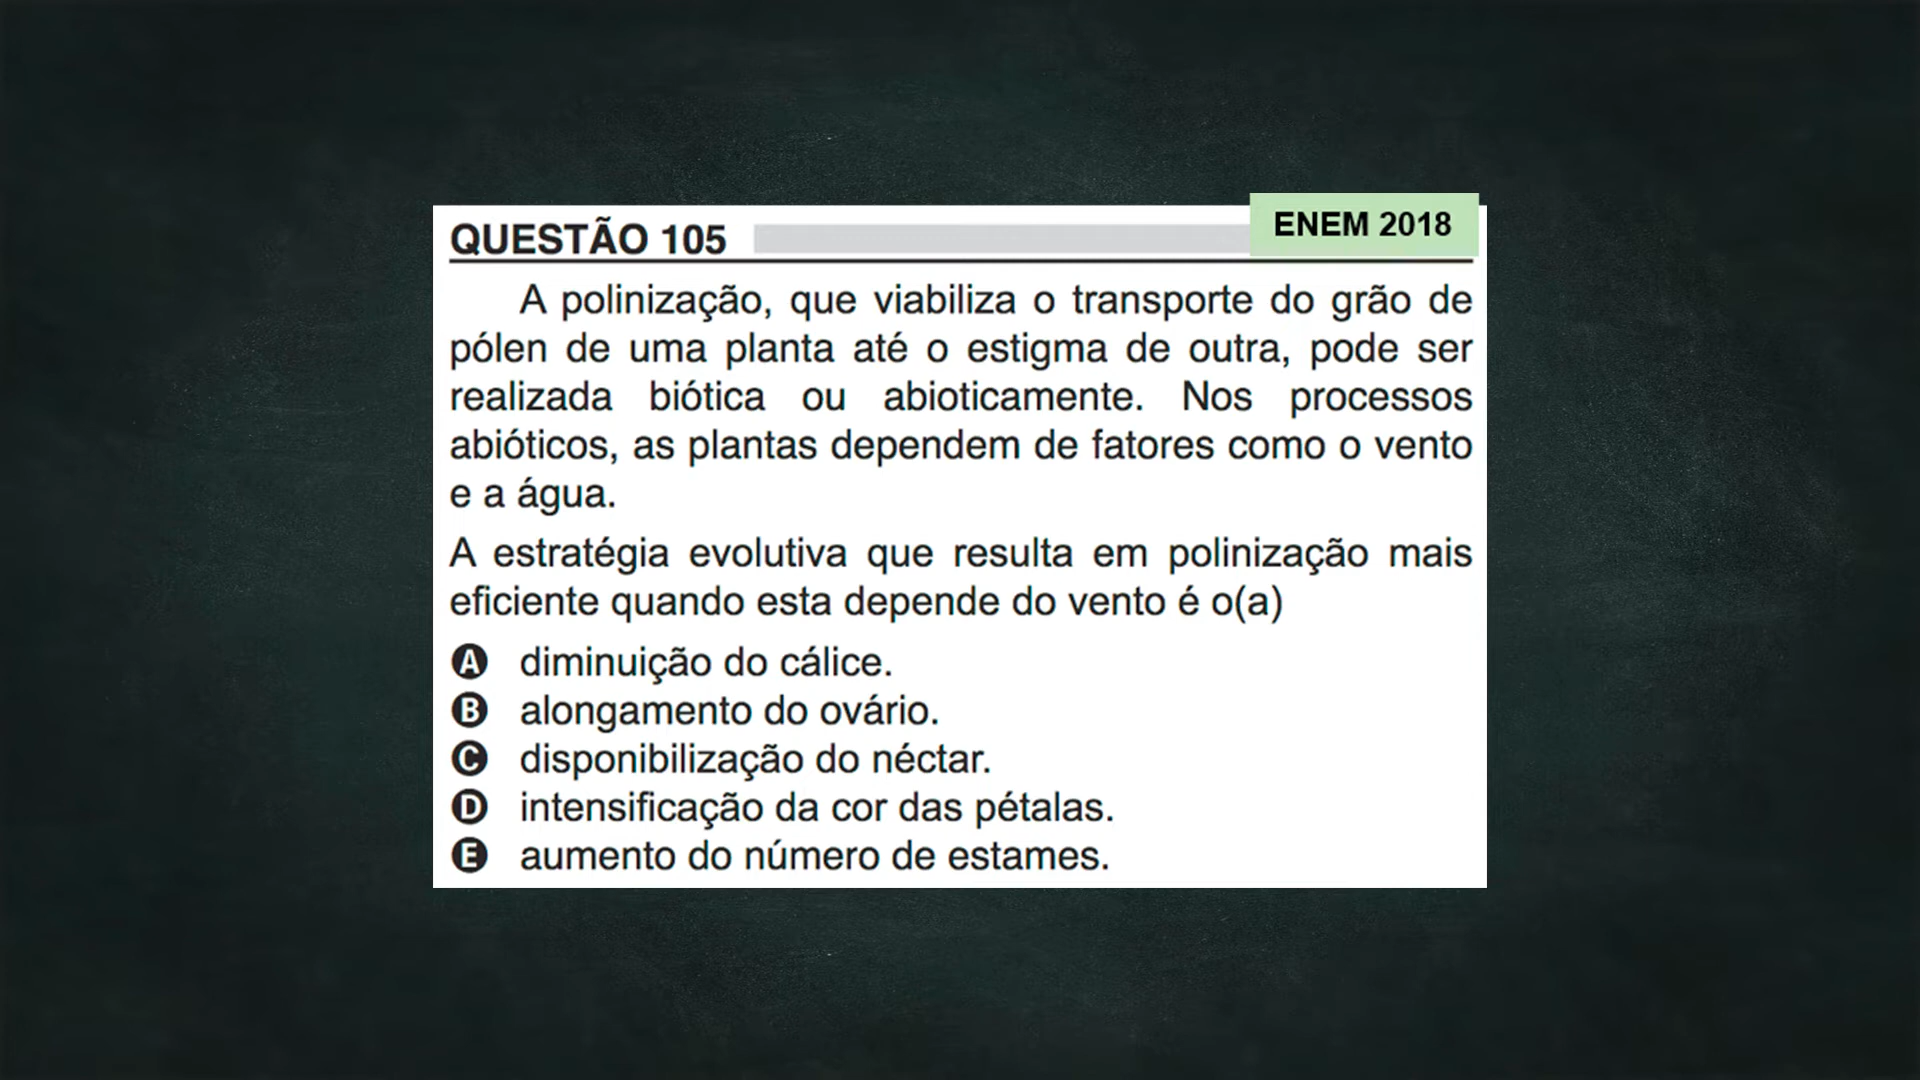 QUESTÃO 105
ENEM 2018
A polinização, que viabiliza o transporte do grão de
pólen de uma planta até o estigma de outra, pode ser
realizada biótica ou abioticamente. Nos processos
abióticos, as plantas dependem de fatores como o vento
e a água.
A estratégia evolutiva que resulta em polinização mais
eficiente quando esta depende do vento é o(a)
A diminuição do cálice.
B alongamento do ovário.
C disponibilização do néctar.
D intensificação da cor das pétalas.
E aumento do número de estames.